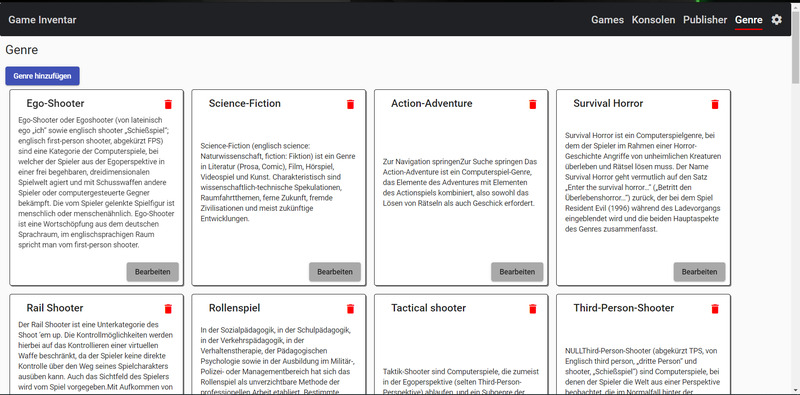 Game Inventar
Games Konsolen Publisher Genre
Genre
Genre hinzufügen
Ego-Shooter
Ego-Shooter oder Egoshooter (von lateinisch
ego „ich“ sowie englisch shooter „Schießspiel“;
englisch first-person shooter, abgekürzt FPS)
sind eine Kategorie der Computerspiele, bei
welcher der Spieler aus der Egoperspektive in
einer frei begehbaren, dreidimensionalen
Spielwelt agiert und mit Schusswaffen andere
Spieler oder computergesteuerte Gegner
bekämpft. Die vom Spieler gelenkte Spielfigur ist
menschlich oder menschenähnlich. Ego-Shooter
ist eine Wortschöpfung aus dem deutschen
Sprachraum, im englischsprachigen Raum
spricht man vom first-person shooter.
Bearbeiten
Science-Fiction
Science-Fiction (englisch science:
Naturwissenschaft, fiction: Fiktion) ist ein Genre
in Literatur (Prosa, Comic), Film, Hörspiel,
Videospiel und Kunst. Charakteristisch sind
wissenschaftlich-technische Spekulationen,
Raumfahrtthemen, ferne Zukunft, fremde
Zivilisationen und meist zukünftige
Entwicklungen.
Bearbeiten
Action-Adventure
Zur Navigation springenZur Suche springen Das
Action-Adventure ist ein Computerspiel-Genre,
das Elemente des Adventures mit Elementen
des Actionspiels kombiniert, also sowohl das
Lösen von Rätseln als auch Geschick erfordert.
Bearbeiten
Survival Horror
Survival Horror ist ein Computerspielgenre, bei
dem der Spieler im Rahmen einer Horror-
Geschichte Angriffe von unheimlichen Kreaturen
überleben und Rätsel lösen muss. Der Name
Survival Horror geht vermutlich auf den Satz
„Enter the survival horror...“ („Betritt den
Überlebenshorror...“) zurück, der bei dem Spiel
Resident Evil (1996) während des Ladevorgangs
eingeblendet wird und die beiden Hauptaspekte
des Genres zusammenfasst.
Bearbeiten
Rail Shooter
Der Rail Shooter ist eine Unterkategorie des
Shoot ’em up. Die Kontrollmöglichkeiten werden
hierbei auf das Kontrollieren einer virtuellen
Waffe beschränkt, da der Spieler keine direkte
Kontrolle über den Weg seines Spielcharakters
ausüben kann. Auch das Sichtfeld des Spielers
wird vom Spiel vorgegeben.Mit Aufkommen von
Rollenspiel
In der Sozialpädagogik, in der Schulpädagogik,
in der Verkehrspädagogik, in der
Verhaltenstherapie, der Pädagogischen
Psychologie sowie in der Ausbildung im Militär-,
Polizei- oder Managementbereich hat sich das
Rollenspiel als unverzichtbare Methode der
professionellen Arbeit etabliert. Bestimmte
Tactical shooter
Taktik-Shooter sind Computerspiele, die zumeist
in der Egoperspektive (selten Third-Person-
Perspektive) ablaufen, und ein Subgenre der
Third-Person-Shooter
NULLThird-Person-Shooter (abgekürzt TPS, von
Englisch third person, „dritte Person“ und
shooter, „Schießspiel“) sind Computerspiele, bei
denen der Spieler die Welt aus einer Perspektive
beobachtet, die im Normalfall hinter der